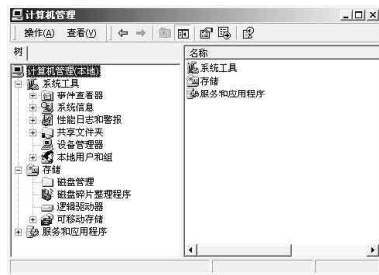 计算机管理
操作(A) 查看(V)
树
计算机管理(本地)
系统工具
事件查看器
系统信息
性能日志和警报
共享文件夹
设备管理器
本地用户和组
存储
磁盘管理
磁盘碎片整理程序
逻辑驱动器
可移动存储
服务和应用程序
名称
系统工具
存储
服务和应用程序